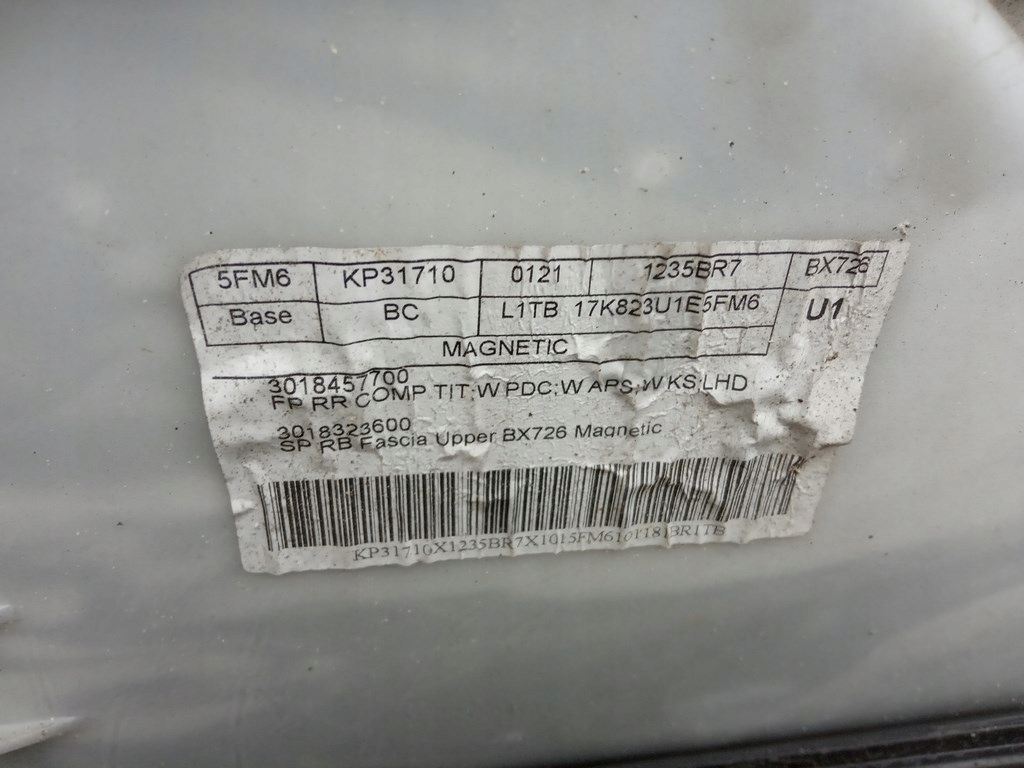 5FM6 KP31710 0121 1235BR7 BX726
Base BC L1TB 17K823U1E5FM6 U1
MAGNETIC
3018457700
FP RR COMP TIT;W PDC;W APS;W KS;LHD
3018323600
SP RB Fascia Upper BX726 Magnetic